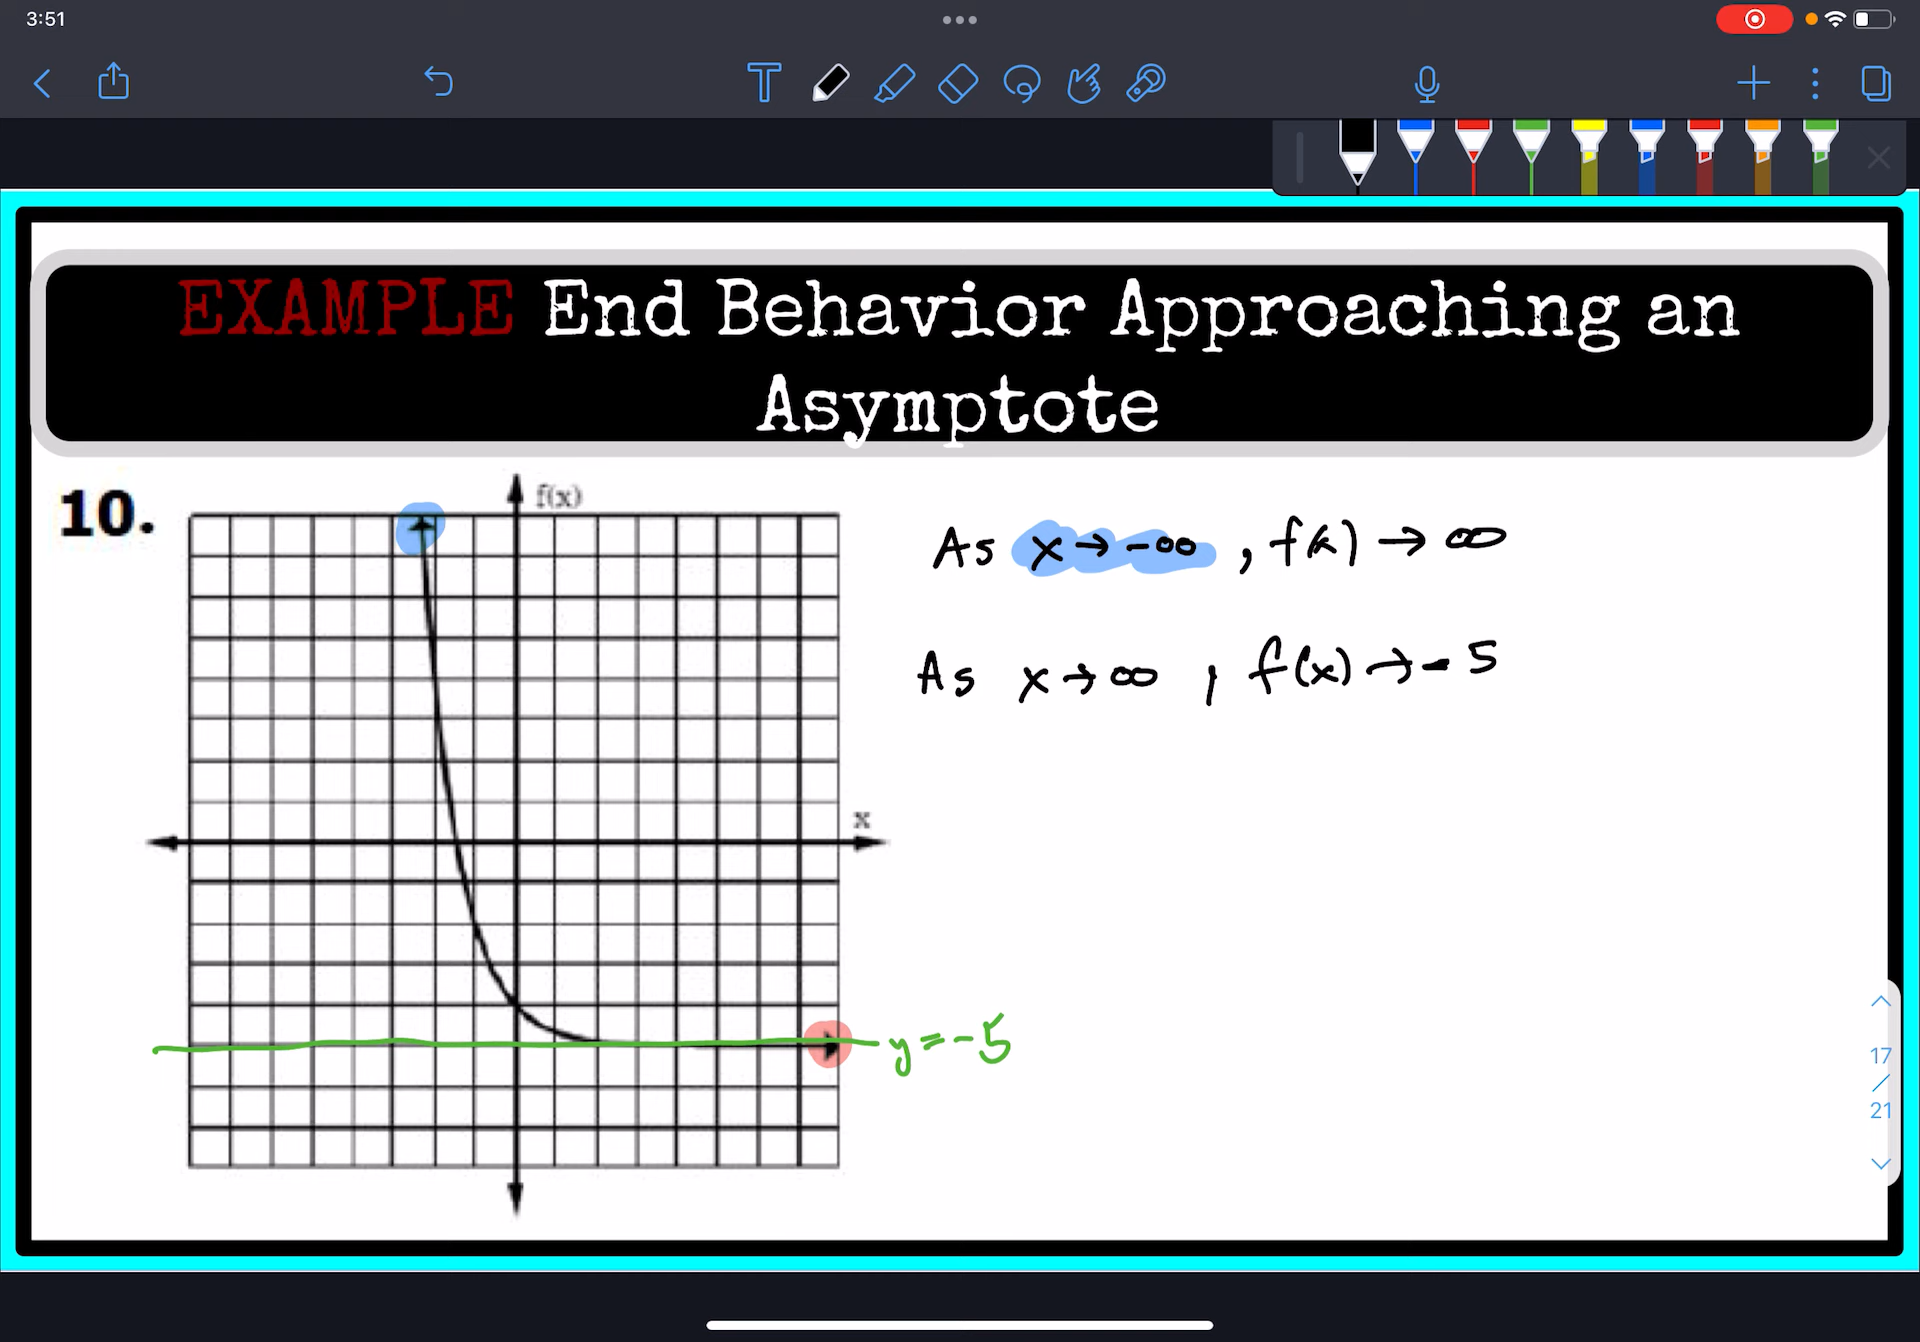 3:51
EXAMPLE End Behavior Approaching an
Asymptote
10.
f(x)
As x → -∞, f(x) → ∞
As x → ∞, f(x) → -5
x
y = -5
17
/
21